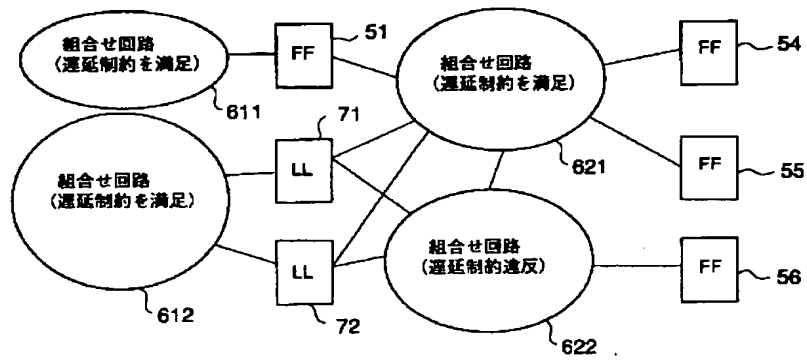 組合せ回路
(遅延制約を満足)
611
FF
51
組合せ回路
(遅延制約を満足)
621
FF
54
組合せ回路
(遅延制約を満足)
612
71
LL
LL
72
FF
55
組合せ回路
(遅延制約違反)
622
FF
56